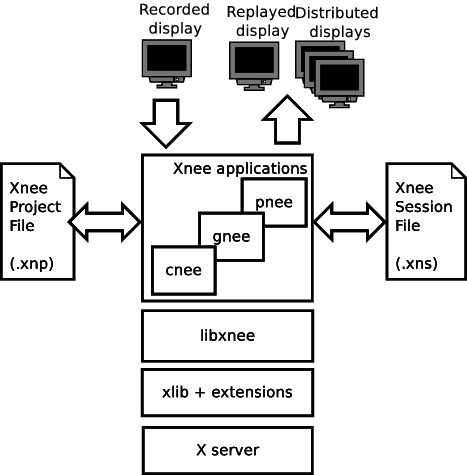 Recorded
display
Replayed
display
Distributed
displays
Xnee applications
pnee
gnee
cnee
Xnee
Project
File
(.xnp)
Xnee
Session
File
(.xns)
libxnee
xlib + extensions
X server